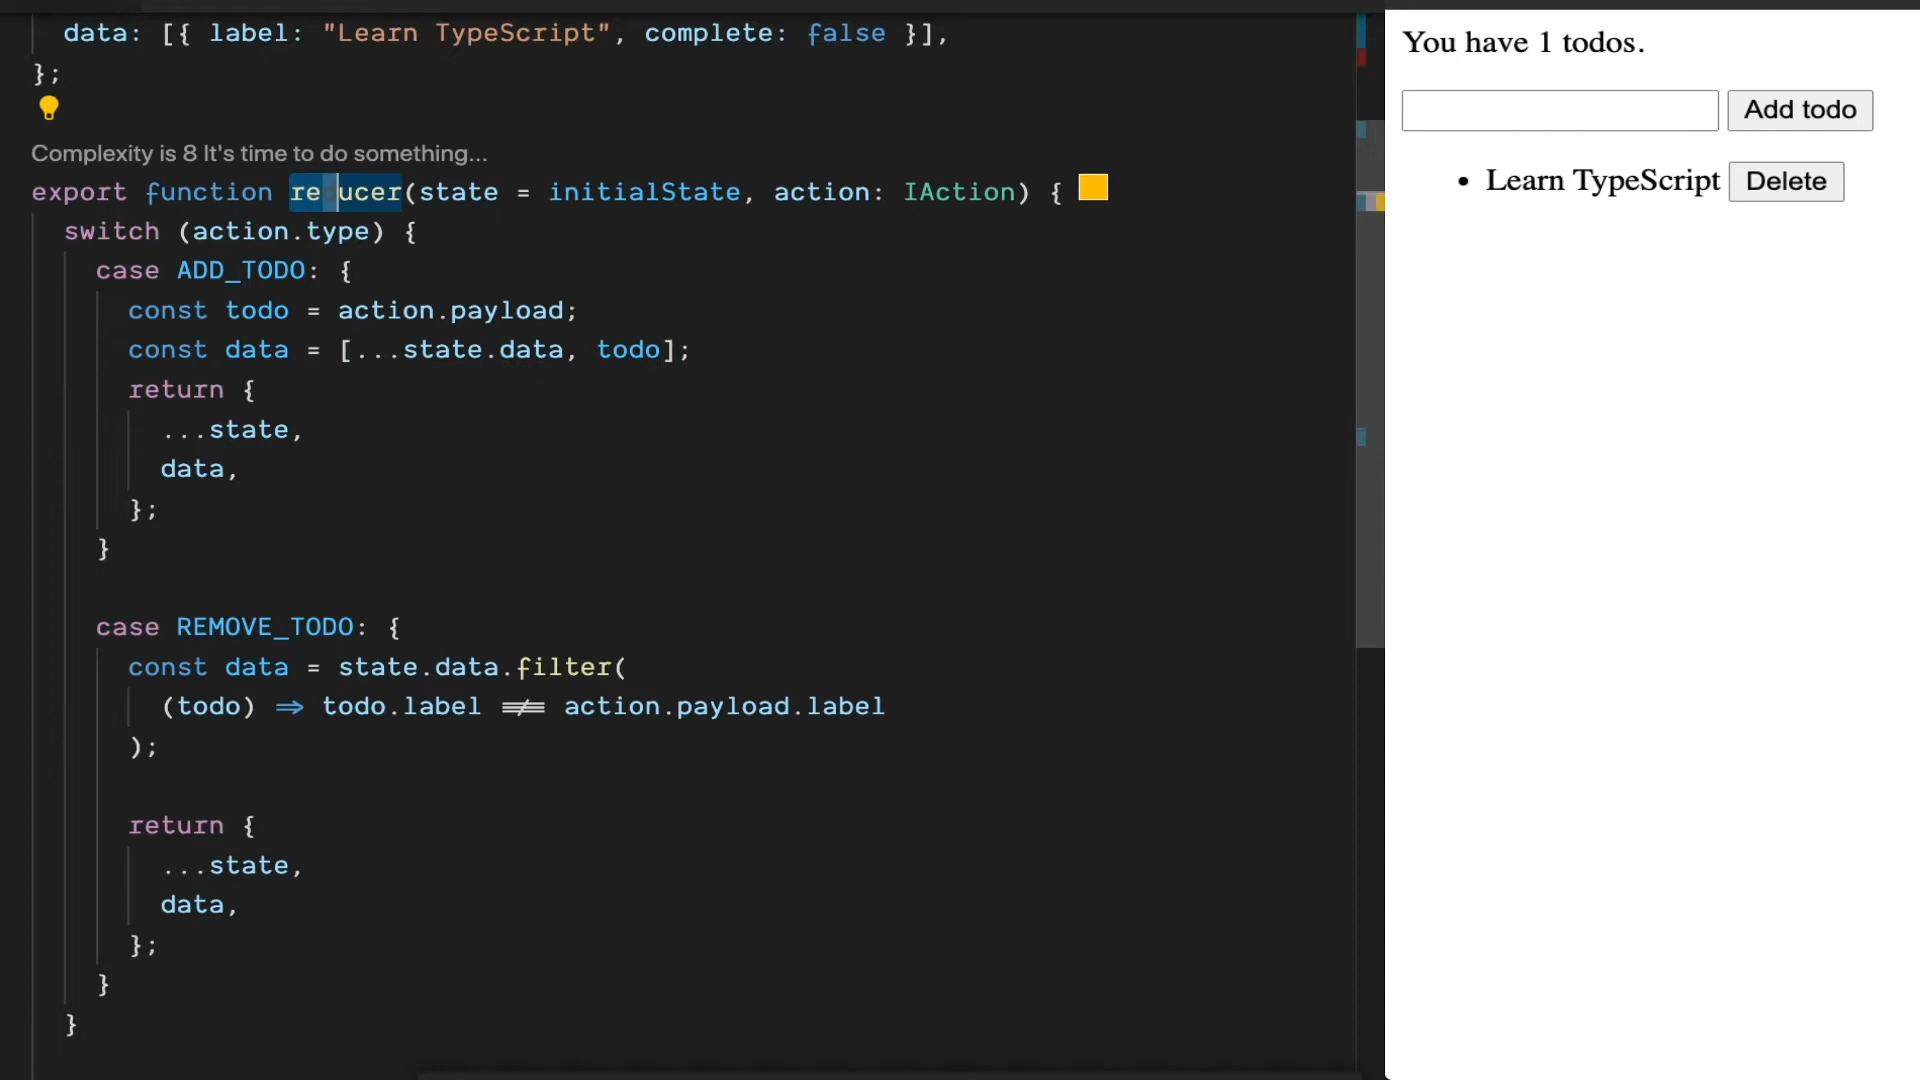 data: [{ label: "Learn TypeScript", complete: false }],
};
Complexity is 8 It's time to do something...
export function reducer(state = initialState, action: IAction) {
switch (action.type) {
case ADD_TODO: {
const todo = action.payload;
const data = [...state.data, todo];
return {
...state,
data,
};
}
case REMOVE_TODO: {
const data = state.data.filter(
(todo) => todo.label !== action.payload.label
);
return {
...state,
data,
};
}
}
You have 1 todos.
Add todo
• Learn TypeScript Delete